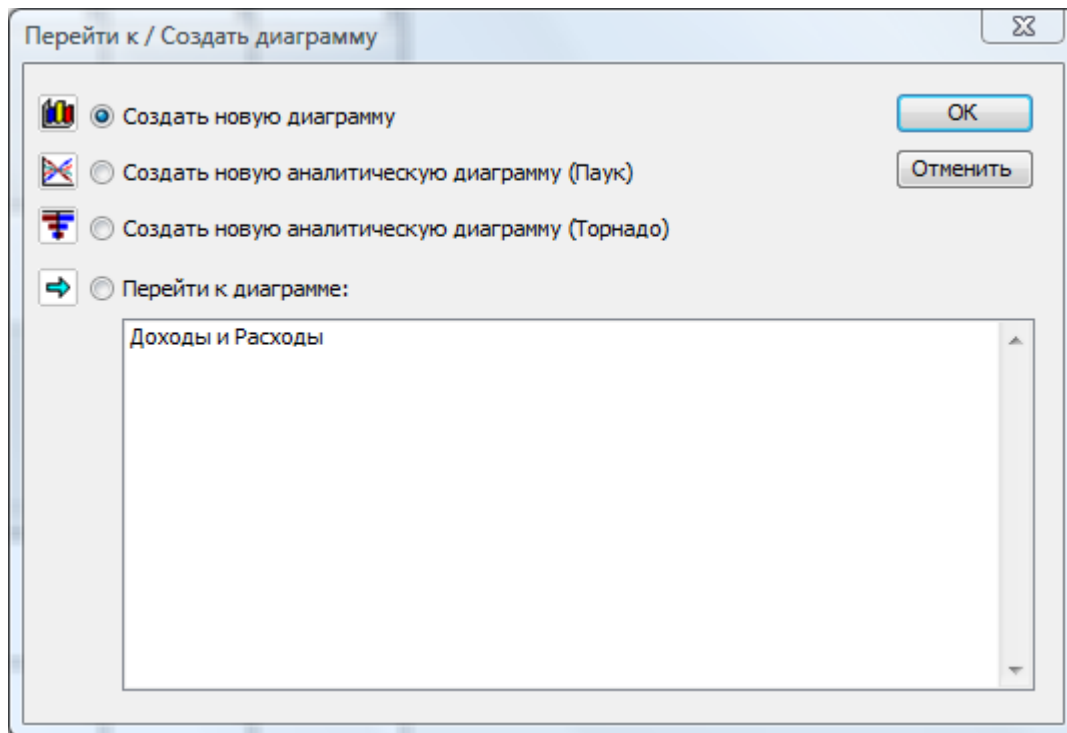 Перейти к / Создать диаграмму
Создать новую диаграмму
OK
Создать новую аналитическую диаграмму (Паук)
Отменить
Создать новую аналитическую диаграмму (Торнадо)
Перейти к диаграмме:
Доходы и Расходы